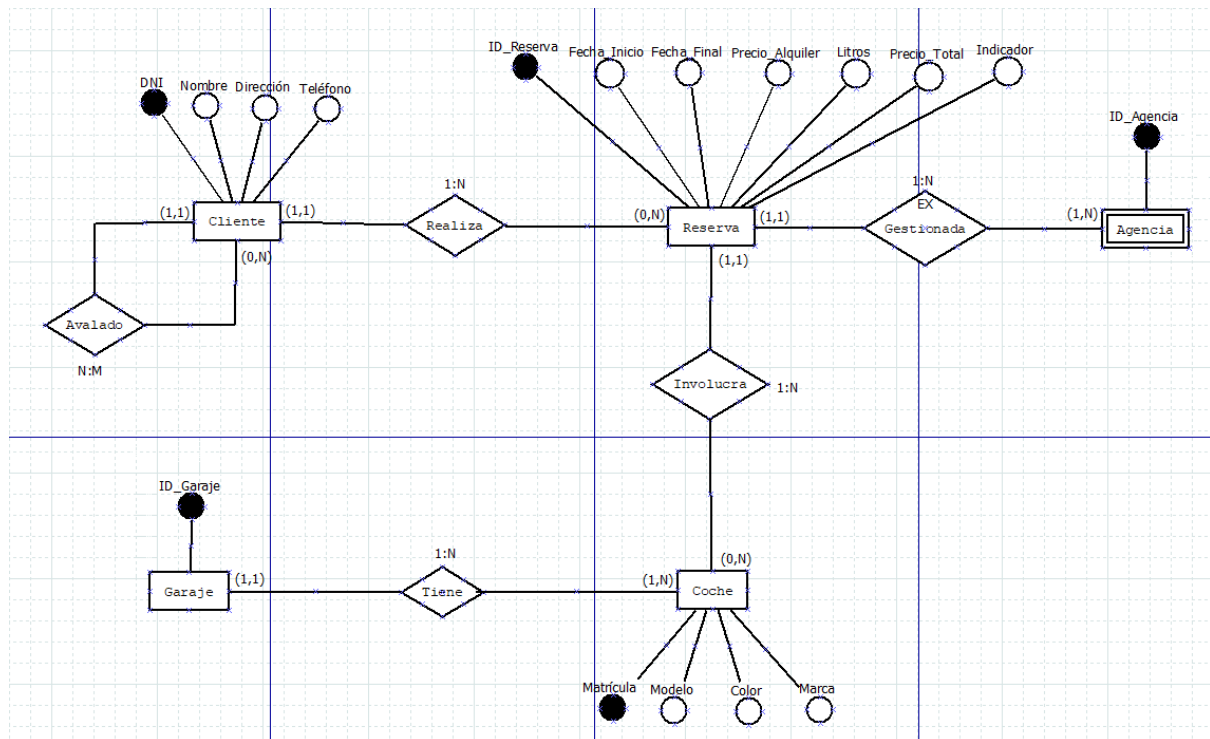 ID_Reserva
Fecha_Inicio
Fecha_Final
Precio_Alquiler
Litros
Precio_Total
Indicador
DNI
Nombre
Dirección
Teléfono
ID_Agencia
1:N
1:N
EX
(1,1)
Cliente
(1,1)
Realiza
(0,N)
Reserva
(1,1)
Gestionada
(1,N)
Agencia
(0,N)
(1,1)
Avalado
N:M
Involucra
1:N
ID_Garaje
1:N
(0,N)
Garaje
(1,1)
Tiene
(1,N)
Coche
Matrícula
Modelo
Color
Marca